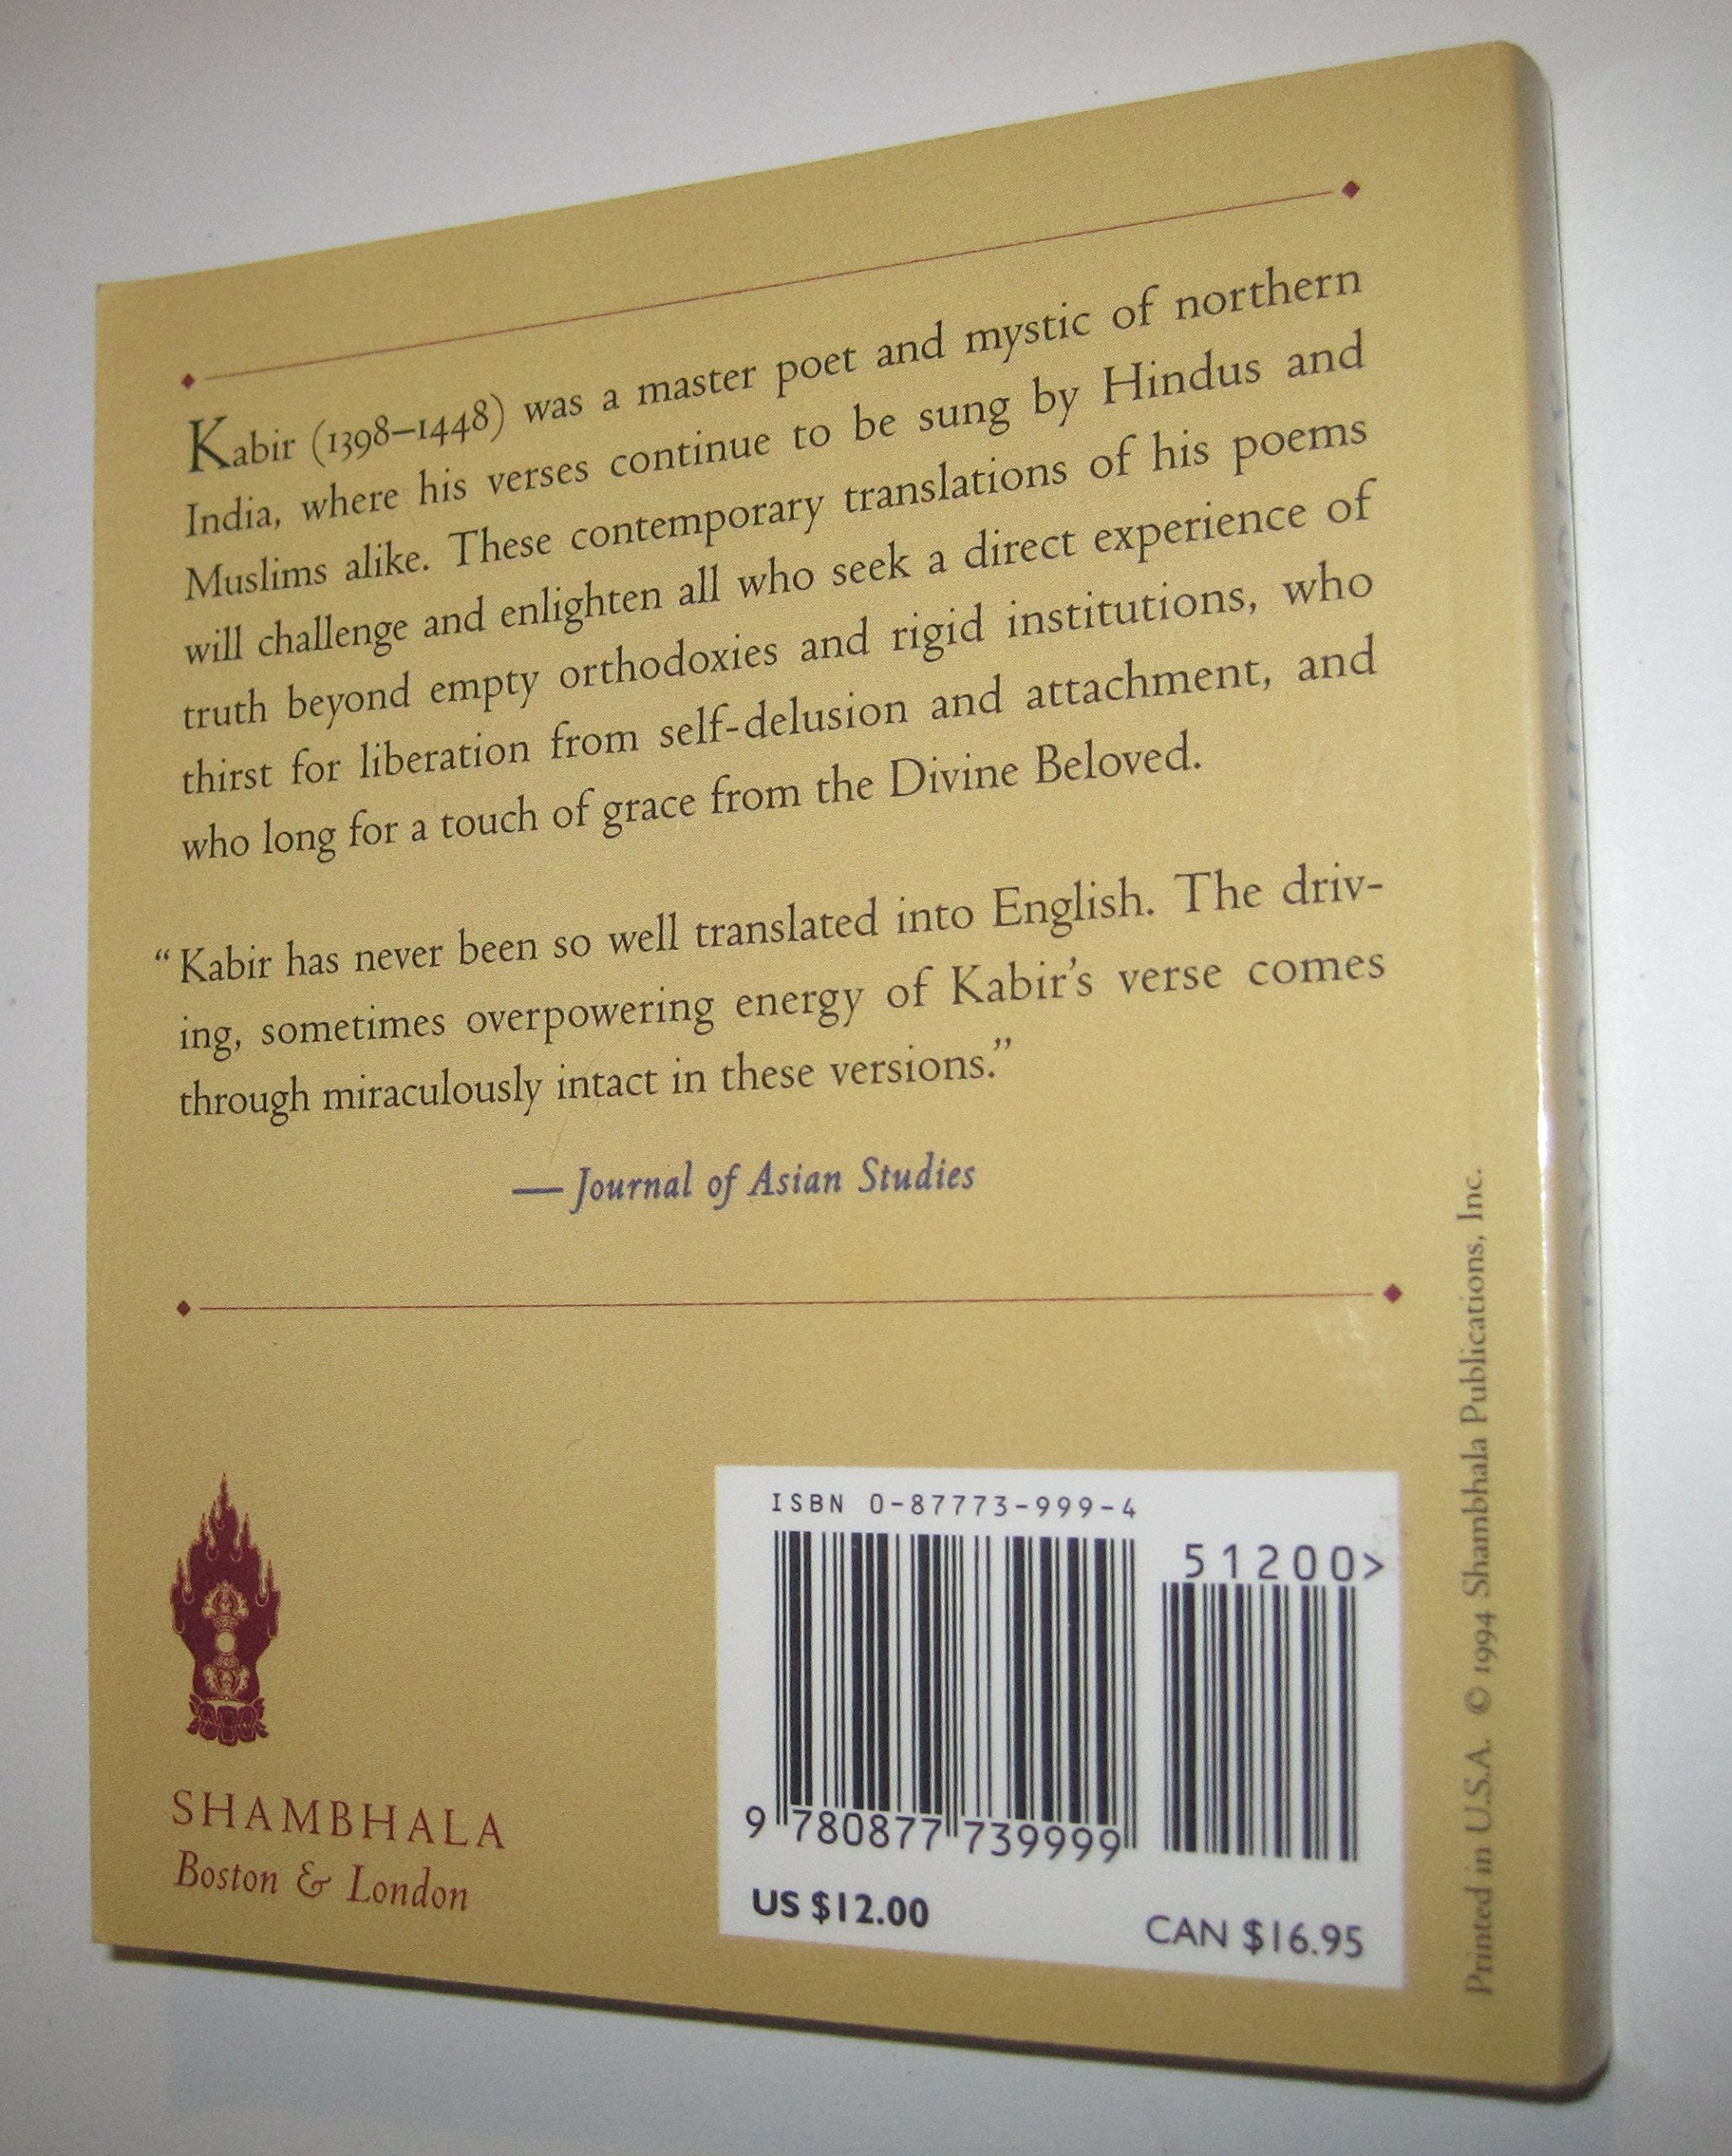 Kabir (1398–1448) was a master poet and mystic of northern
India, where his verses continue to be sung by Hindus and
Muslims alike. These contemporary translations of his poems
will challenge and enlighten all who seek a direct experience of
truth beyond empty orthodoxies and rigid institutions, who
thirst for liberation from self-delusion and attachment, and
who long for a touch of grace from the Divine Beloved.
“Kabir has never been so well translated into English. The driv-
ing, sometimes overpowering energy of Kabir’s verse comes
through miraculously intact in these versions.”
— Journal of Asian Studies
SHAMBHALA
Boston & London
ISBN 0-87773-999-4
51200>
9 780877 739999
US $12.00
CAN $16.95
Printed in U.S.A. © 1994 Shambhala Publications, Inc.